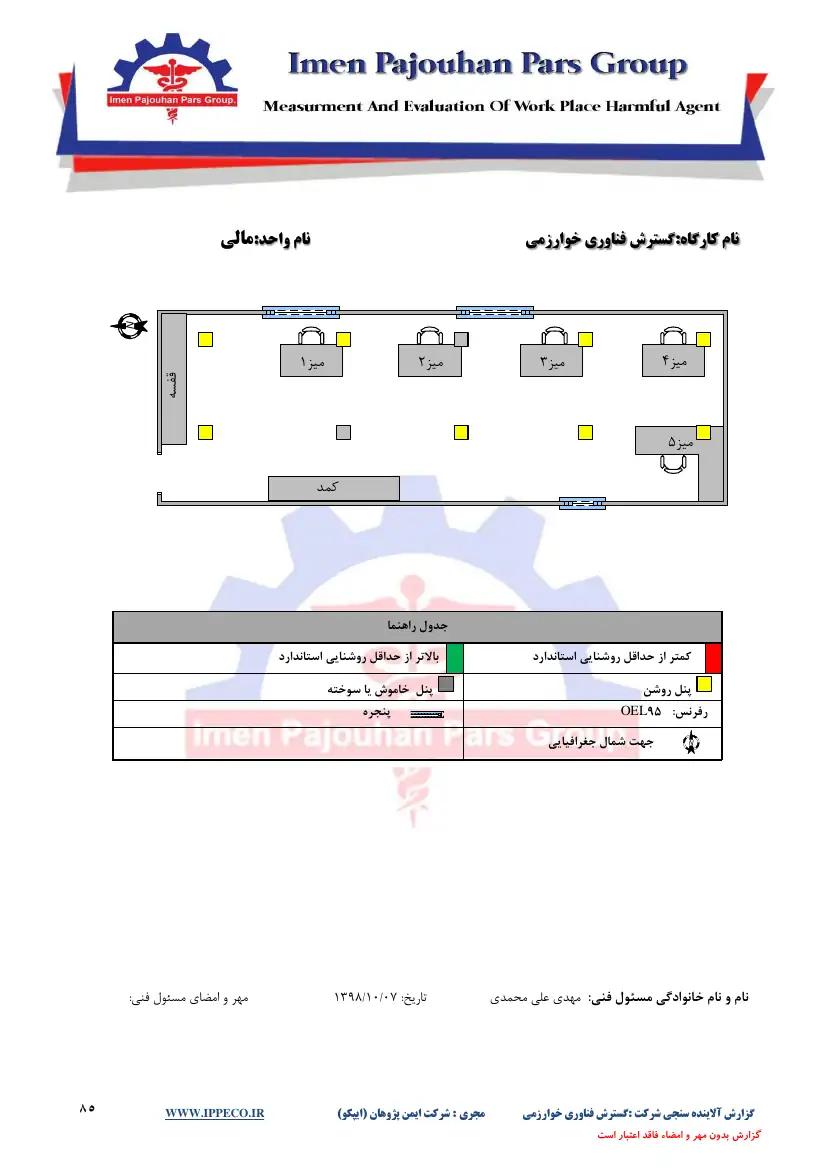 Imen Pajouhan Pars Group
Imen Pajouhan Pars Group.
Measurment And Evaluation Of Work Place Harmful Agent
نام کارگاه:گسترش فناوری خوارزمی نام واحد:مالی
N
میز۱ میز۲ میز۳ میز۴
قفسه
میز۵
کمد
جدول راهنما
کمتر از حداقل روشنایی استاندارد بالاتر از حداقل روشنایی استاندارد
پنل روشن پنل خاموش یا سوخته
رفرنس: OEL۹۵ پنجره
Imen Pajouhan Pars Group
جهت شمال جغرافیایی
نام و نام خانوادگی مسئول فنی: مهدی علی محمدی تاریخ: ۱۳۹۸/۱۰/۰۷ مهر و امضای مسئول فنی:
گزارش آلاینده سنجی شرکت :گسترش فناوری خوارزمی مجری : شرکت ایمن پژوهان (ایپکو) WWW.IPPECO.IR ۸۵
گزارش بدون مهر و امضاء فاقد اعتبار است